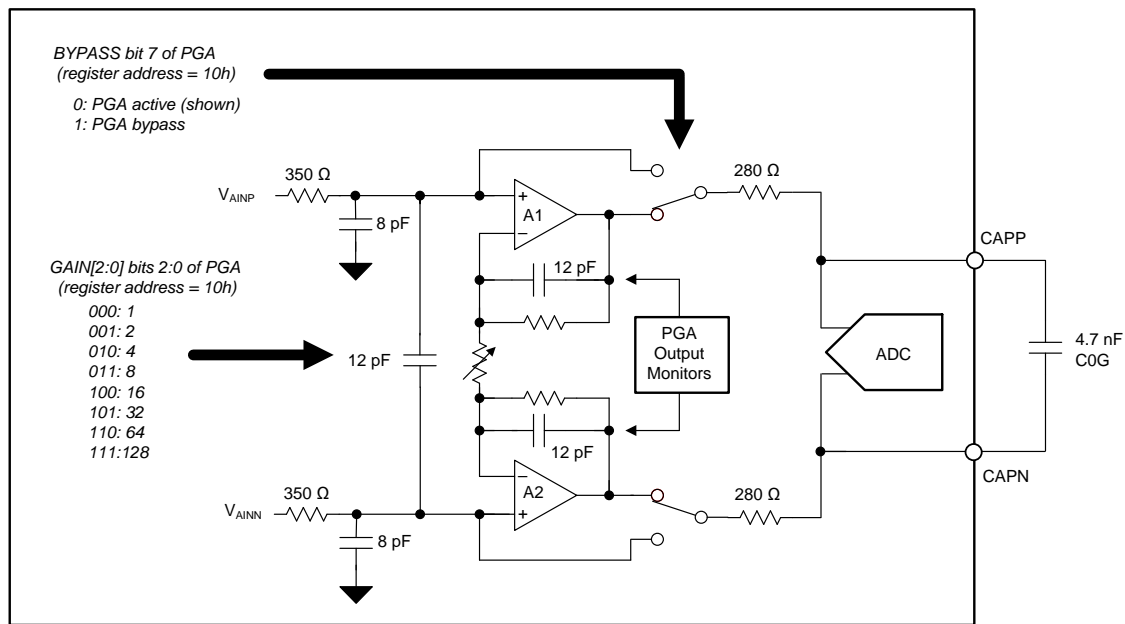 BYPASS bit 7 of PGA
(register address = 10h)
0: PGA active (shown)
1: PGA bypass
350 Ω
280 Ω
VAINP
8 pF
A1
CAPP
GAIN[2:0] bits 2:0 of PGA
(register address = 10h)
000: 1
001: 2
010: 4
011: 8
100: 16
101: 32
110: 64
111:128
12 pF
12 pF
PGA
Output
Monitors
ADC
4.7 nF
C0G
12 pF
A2
CAPN
350 Ω
280 Ω
VAINN
8 pF